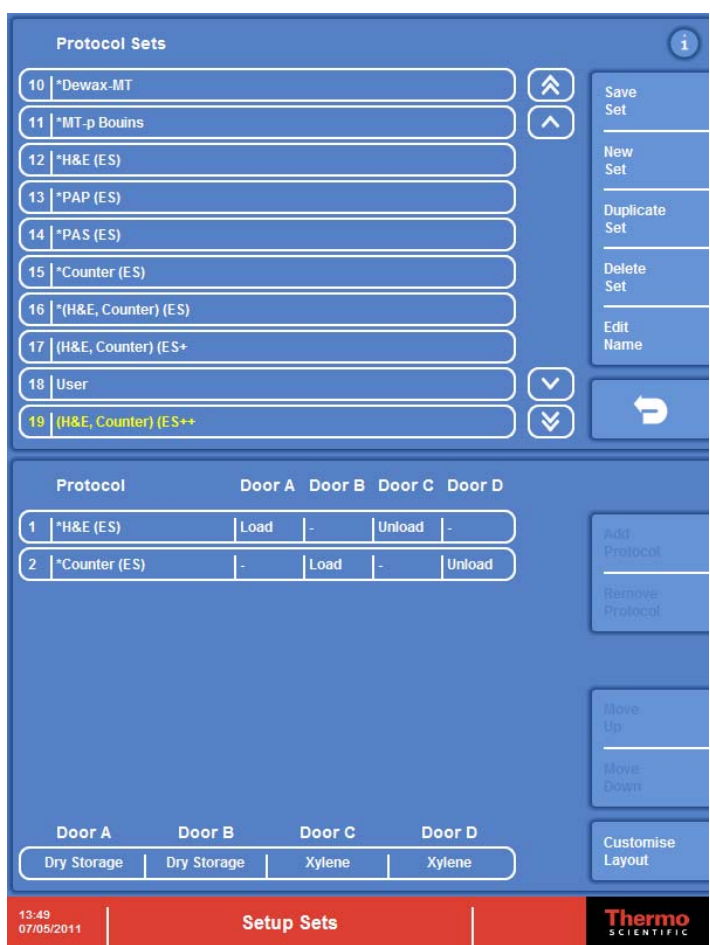 Protocol Sets
i
10 *Dewax-MT
11 *MT-p Bouins
12 *H&E (ES)
13 *PAP (ES)
14 *PAS (ES)
15 *Counter (ES)
16 *(H&E, Counter) (ES)
17 (H&E, Counter) (ES+
18 User
19 (H&E, Counter) (ES++
Save
Set
New
Set
Duplicate
Set
Delete
Set
Edit
Name
Protocol Door A Door B Door C Door D
1 *H&E (ES) Load - Unload -
2 *Counter (ES) - Load - Unload
Add
Protocol
Remove
Protocol
Move
Up
Move
Down
Customise
Layout
Door A Door B Door C Door D
Dry Storage Dry Storage Xylene Xylene
13:49
07/05/2011
Setup Sets
Thermo
SCIENTIFIC